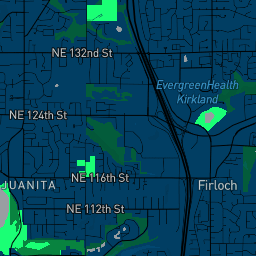 NE 132nd St
EvergreenHealth
Kirkland
NE 124th St
NE 116th St
JUANITA
Firloch
NE 112th St